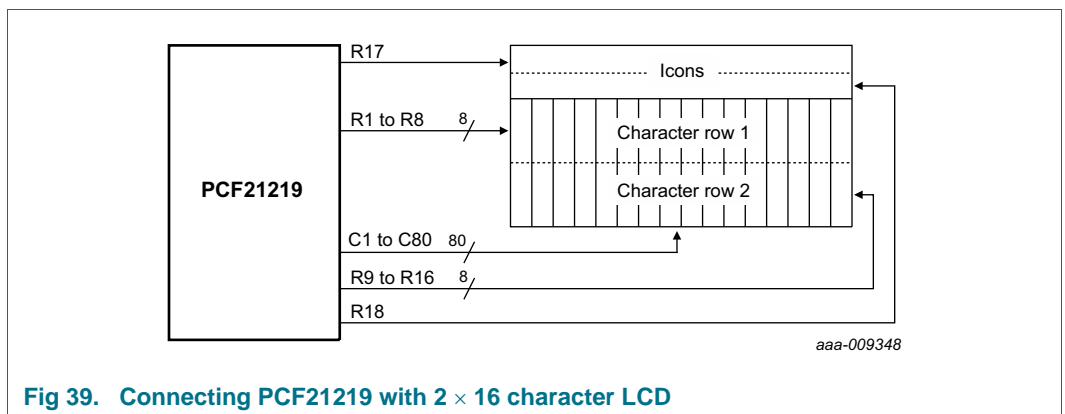 R17
Icons
R1 to R8 8
Character row 1
PCF21219
Character row 2
C1 to C80 80
R9 to R16 8
R18
aaa-009348
Fig 39. Connecting PCF21219 with 2 × 16 character LCD